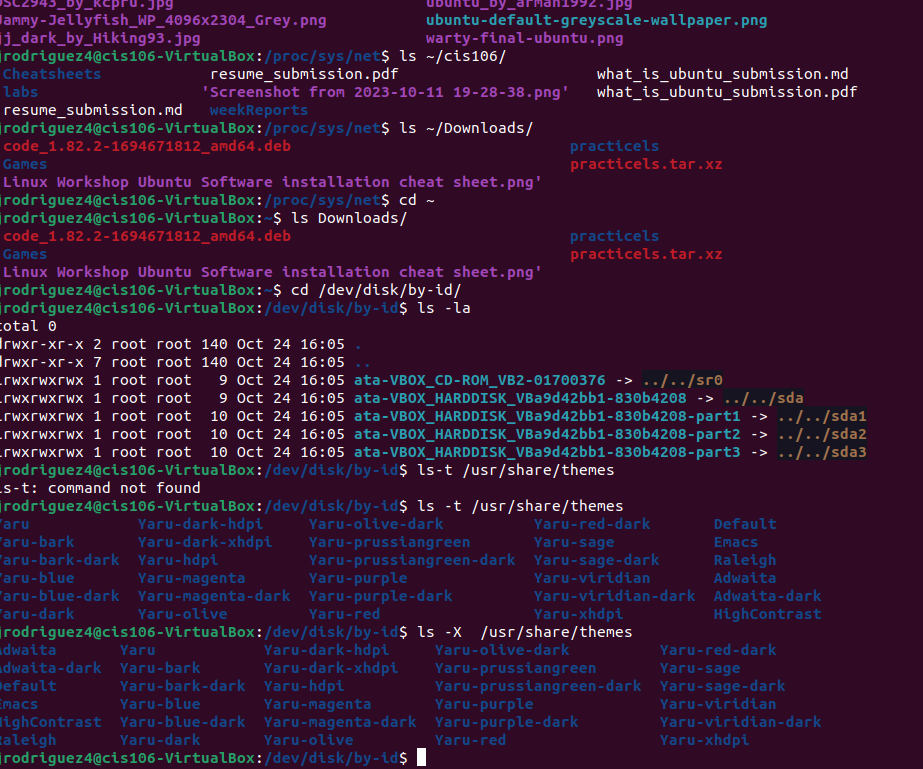 DSC2943_by_kcpru.jpg ubuntu_by_arman1992.jpg
Jammy-Jellyfish_WP_4096x2304_Grey.png ubuntu-default-greyscale-wallpaper.png
jj_dark_by_Hiking93.jpg warty-final-ubuntu.png
jrodriguez4@cis106-VirtualBox:/proc/sys/net$ ls ~/cis106/
Cheatsheets resume_submission.pdf what_is_ubuntu_submission.md
labs 'Screenshot from 2023-10-11 19-28-38.png' what_is_ubuntu_submission.pdf
resume_submission.md weekReports
jrodriguez4@cis106-VirtualBox:/proc/sys/net$ ls ~/Downloads/
code_1.82.2-1694671812_amd64.deb practicels
Games practicels.tar.xz
Linux Workshop Ubuntu Software installation cheat sheet.png'
jrodriguez4@cis106-VirtualBox:/proc/sys/net$ cd ~
jrodriguez4@cis106-VirtualBox:~$ ls Downloads/
code_1.82.2-1694671812_amd64.deb practicels
Games practicels.tar.xz
Linux Workshop Ubuntu Software installation cheat sheet.png'
jrodriguez4@cis106-VirtualBox:~$ cd /dev/disk/by-id/
jrodriguez4@cis106-VirtualBox:/dev/disk/by-id$ ls -la
total 0
drwxr-xr-x 2 root root 140 Oct 24 16:05 .
drwxr-xr-x 7 root root 140 Oct 24 16:05 ..
lrwxrwxrwx 1 root root 9 Oct 24 16:05 ata-VBOX_CD-ROM_VB2-01700376 -> ../../sr0
lrwxrwxrwx 1 root root 9 Oct 24 16:05 ata-VBOX_HARDDISK_VBa9d42bb1-830b4208 -> ../../sda
lrwxrwxrwx 1 root root 10 Oct 24 16:05 ata-VBOX_HARDDISK_VBa9d42bb1-830b4208-part1 -> ../../sda1
lrwxrwxrwx 1 root root 10 Oct 24 16:05 ata-VBOX_HARDDISK_VBa9d42bb1-830b4208-part2 -> ../../sda2
lrwxrwxrwx 1 root root 10 Oct 24 16:05 ata-VBOX_HARDDISK_VBa9d42bb1-830b4208-part3 -> ../../sda3
jrodriguez4@cis106-VirtualBox:/dev/disk/by-id$ ls-t /usr/share/themes
ls-t: command not found
jrodriguez4@cis106-VirtualBox:/dev/disk/by-id$ ls -t /usr/share/themes
Yaru Yaru-dark-hdpi Yaru-olive-dark Yaru-red-dark Default
Yaru-bark Yaru-dark-xhdpi Yaru-prussiangreen Yaru-sage Emacs
Yaru-bark-dark Yaru-hdpi Yaru-prussiangreen-dark Yaru-sage-dark Raleigh
Yaru-blue Yaru-magenta Yaru-purple Yaru-viridian Adwaita
Yaru-blue-dark Yaru-magenta-dark Yaru-purple-dark Yaru-viridian-dark Adwaita-dark
Yaru-dark Yaru-olive Yaru-red Yaru-xhdpi HighContrast
jrodriguez4@cis106-VirtualBox:/dev/disk/by-id$ ls -X /usr/share/themes
Adwaita Yaru Yaru-dark-hdpi Yaru-olive-dark Yaru-red-dark
Adwaita-dark Yaru-bark Yaru-dark-xhdpi Yaru-prussiangreen Yaru-sage
Default Yaru-bark-dark Yaru-hdpi Yaru-prussiangreen-dark Yaru-sage-dark
Emacs Yaru-blue Yaru-magenta Yaru-purple Yaru-viridian
HighContrast Yaru-blue-dark Yaru-magenta-dark Yaru-purple-dark Yaru-viridian-dark
Raleigh Yaru-dark Yaru-olive Yaru-red Yaru-xhdpi
jrodriguez4@cis106-VirtualBox:/dev/disk/by-id$